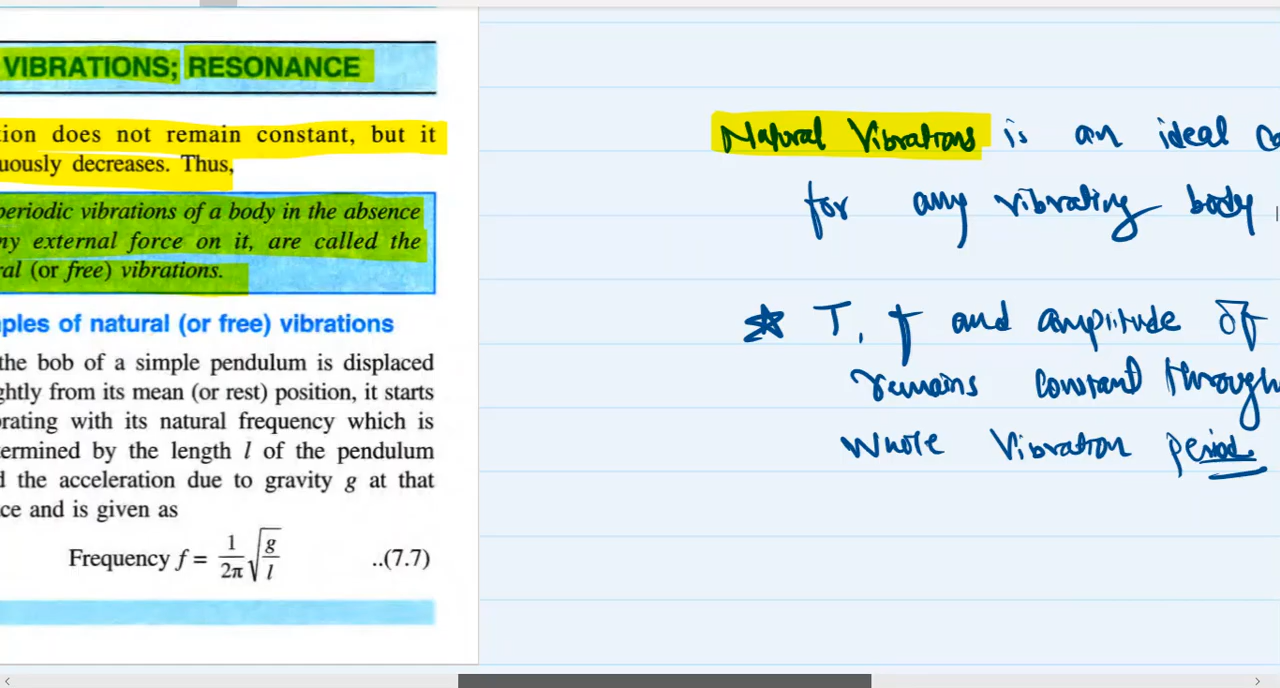 VIBRATIONS; RESONANCE
tion does not remain constant, but it
uously decreases. Thus,
periodic vibrations of a body in the absence
ny external force on it, are called the
ral (or free) vibrations.
ples of natural (or free) vibrations
the bob of a simple pendulum is displaced
ghtly from its mean (or rest) position, it starts
orating with its natural frequency which is
termined by the length l of the pendulum
d the acceleration due to gravity g at that
ce and is given as
Frequency f = 1/2π √g/l ..(7.7)
Natural Vibrations is an ideal ca
for any vibrating body
* T, f and amplitude of
remains constant through
whole vibration period.